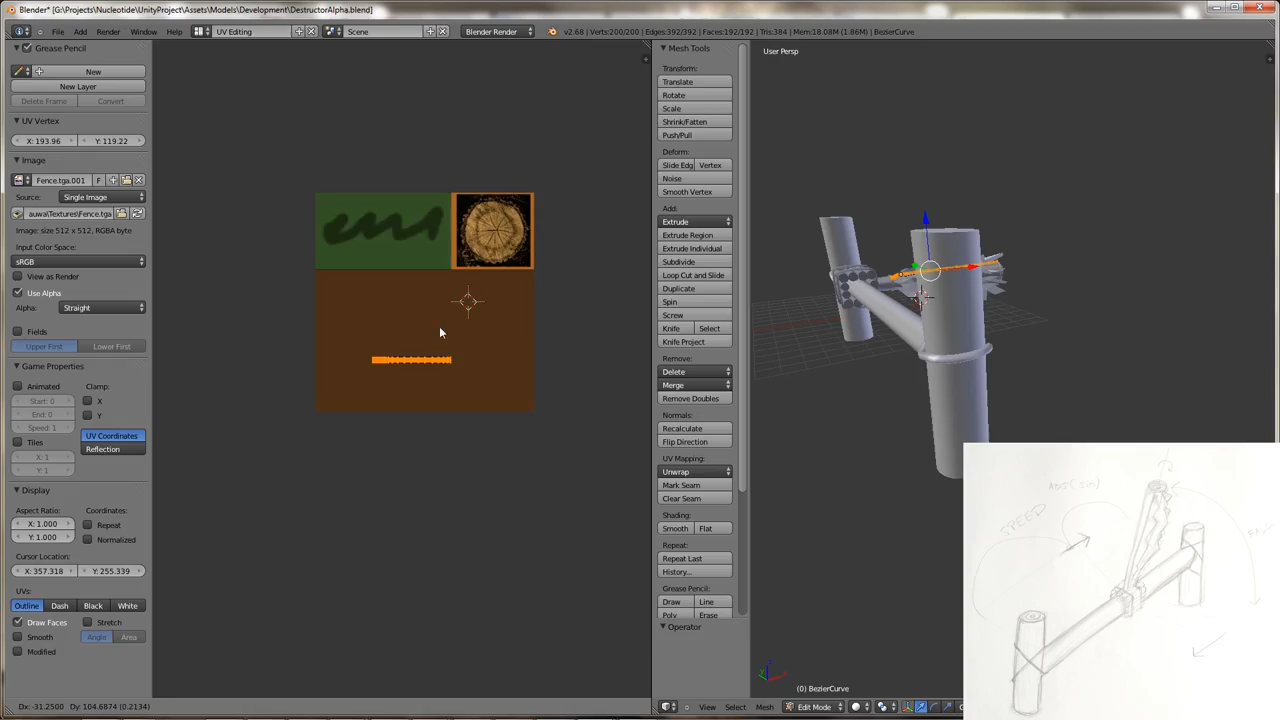 Blender* [G:\Projects\Nucleotide\UnityProject\Assets\Models\Development\DestructorAlpha.blend]
File Add Render Window Help UV Editing Scene Blender Render v2.68 | Verts:200/200 | Edges:392/392 | Faces:192/192 | Tris:384 | Mem:18.08M (1.86M) | BezierCurve
Grease Pencil
New
New Layer
Delete Frame Convert
UV Vertex
X: 193.96 Y: 119.22
Image
Fence.tga.001 F
Source: Single Image
auwa\Textures\Fence.tga
Image: size 512 x 512, RGBA byte
Input Color Space:
sRGB
View as Render
Use Alpha
Alpha: Straight
Fields
Upper First Lower First
Game Properties
Animated Clamp:
Start: 0 X
End: 0 Y
Speed: 1
Tiles UV Coordinates
X: 1 Reflection
Y: 1
Display
Aspect Ratio: Coordinates:
X: 1.000 Repeat
Y: 1.000 Normalized
Cursor Location:
X: 357.318 Y: 255.339
UVs:
Outline Dash Black White
Draw Faces Stretch
Smooth Angle Area
Modified
Dx: -31.2500 Dy: 104.6874 (0.2134)
Mesh Tools
Transform:
Translate
Rotate
Scale
Shrink/Fatten
Push/Pull
Deform:
Slide Edg Vertex
Noise
Smooth Vertex
Add:
Extrude
Extrude Region
Extrude Individual
Subdivide
Loop Cut and Slide
Duplicate
Spin
Screw
Knife Select
Knife Project
Remove:
Delete
Merge
Remove Doubles
Normals:
Recalculate
Flip Direction
UV Mapping:
Unwrap
Mark Seam
Clear Seam
Shading:
Smooth Flat
Repeat:
Repeat Last
History...
Grease Pencil:
Draw Line
Poly Erase
Operator
User Persp
(0) BezierCurve
View Select Mesh Edit Mode
SPEED